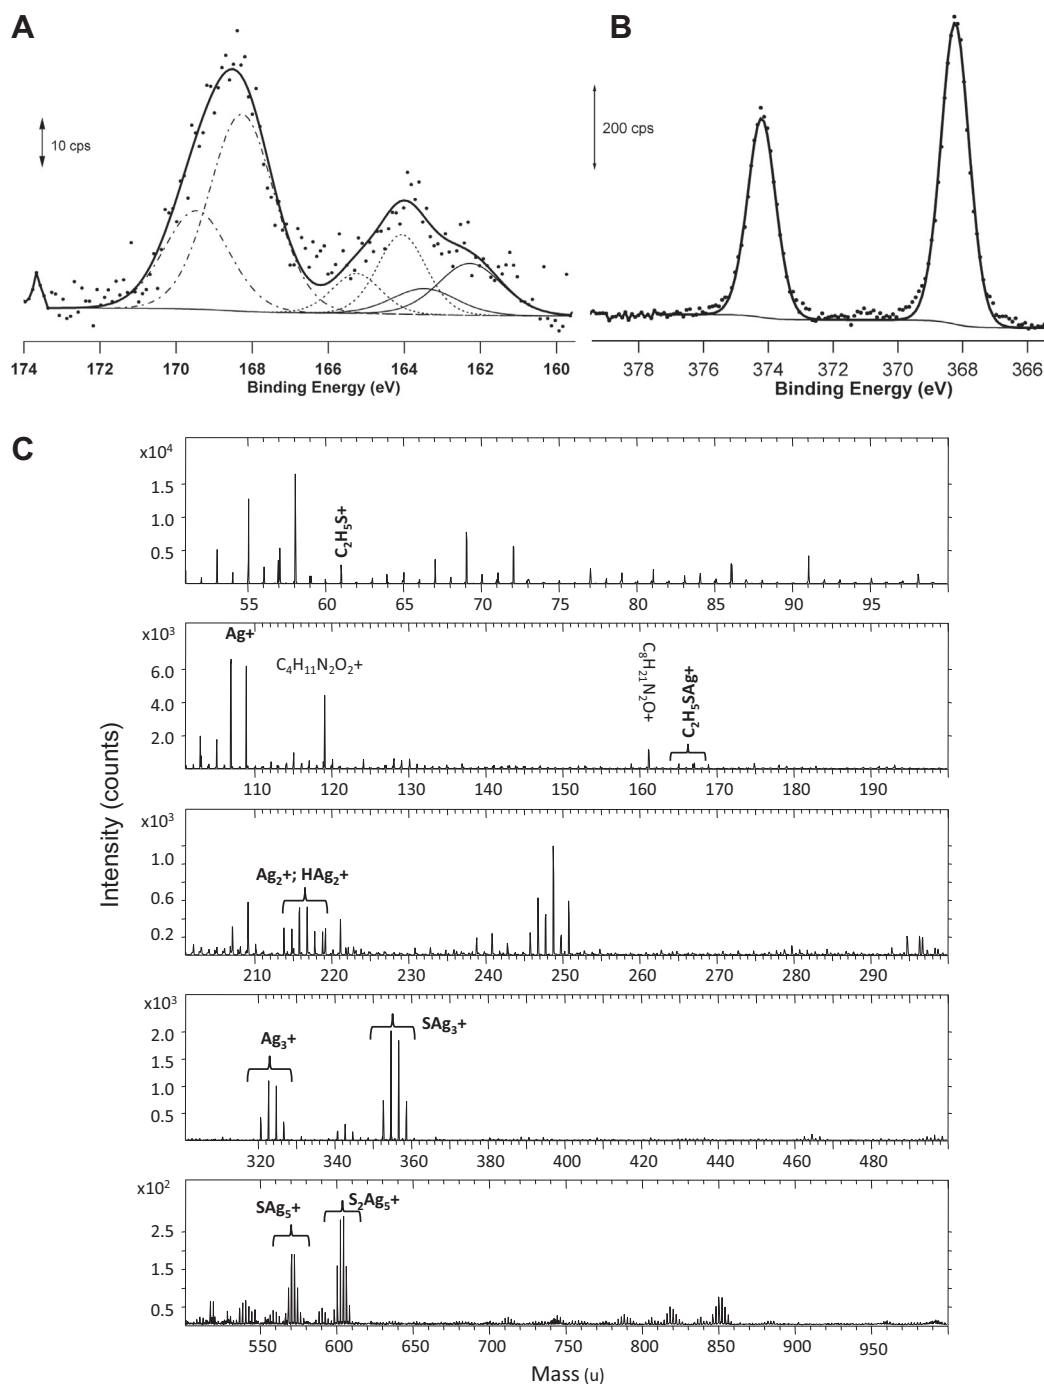 A
B
10 cps
200 cps
174 172 170 168 166 164 162 160
Binding Energy (eV)
378 376 374 372 370 368 366
Binding Energy (eV)
C
Intensity (counts)
x10⁴
1.5
1.0
0.5
C₂H₅S+
55 60 65 70 75 80 85 90 95
x10³
6.0
4.0
2.0
Ag+
C₄H₁₁N₂O₂+
C₈H₂₁N₂O+
C₂H₅SAg+
110 120 130 140 150 160 170 180 190
x10³
1.0
0.6
0.2
Ag₂+; HAg₂+
210 220 230 240 250 260 270 280 290
x10³
2.0
1.5
1.0
0.5
Ag₃+
SAg₃+
320 340 360 380 400 420 440 460 480
x10²
2.5
1.5
0.5
SAg₅+
S₂Ag₅+
550 600 650 700 750 800 850 900 950
Mass (u)